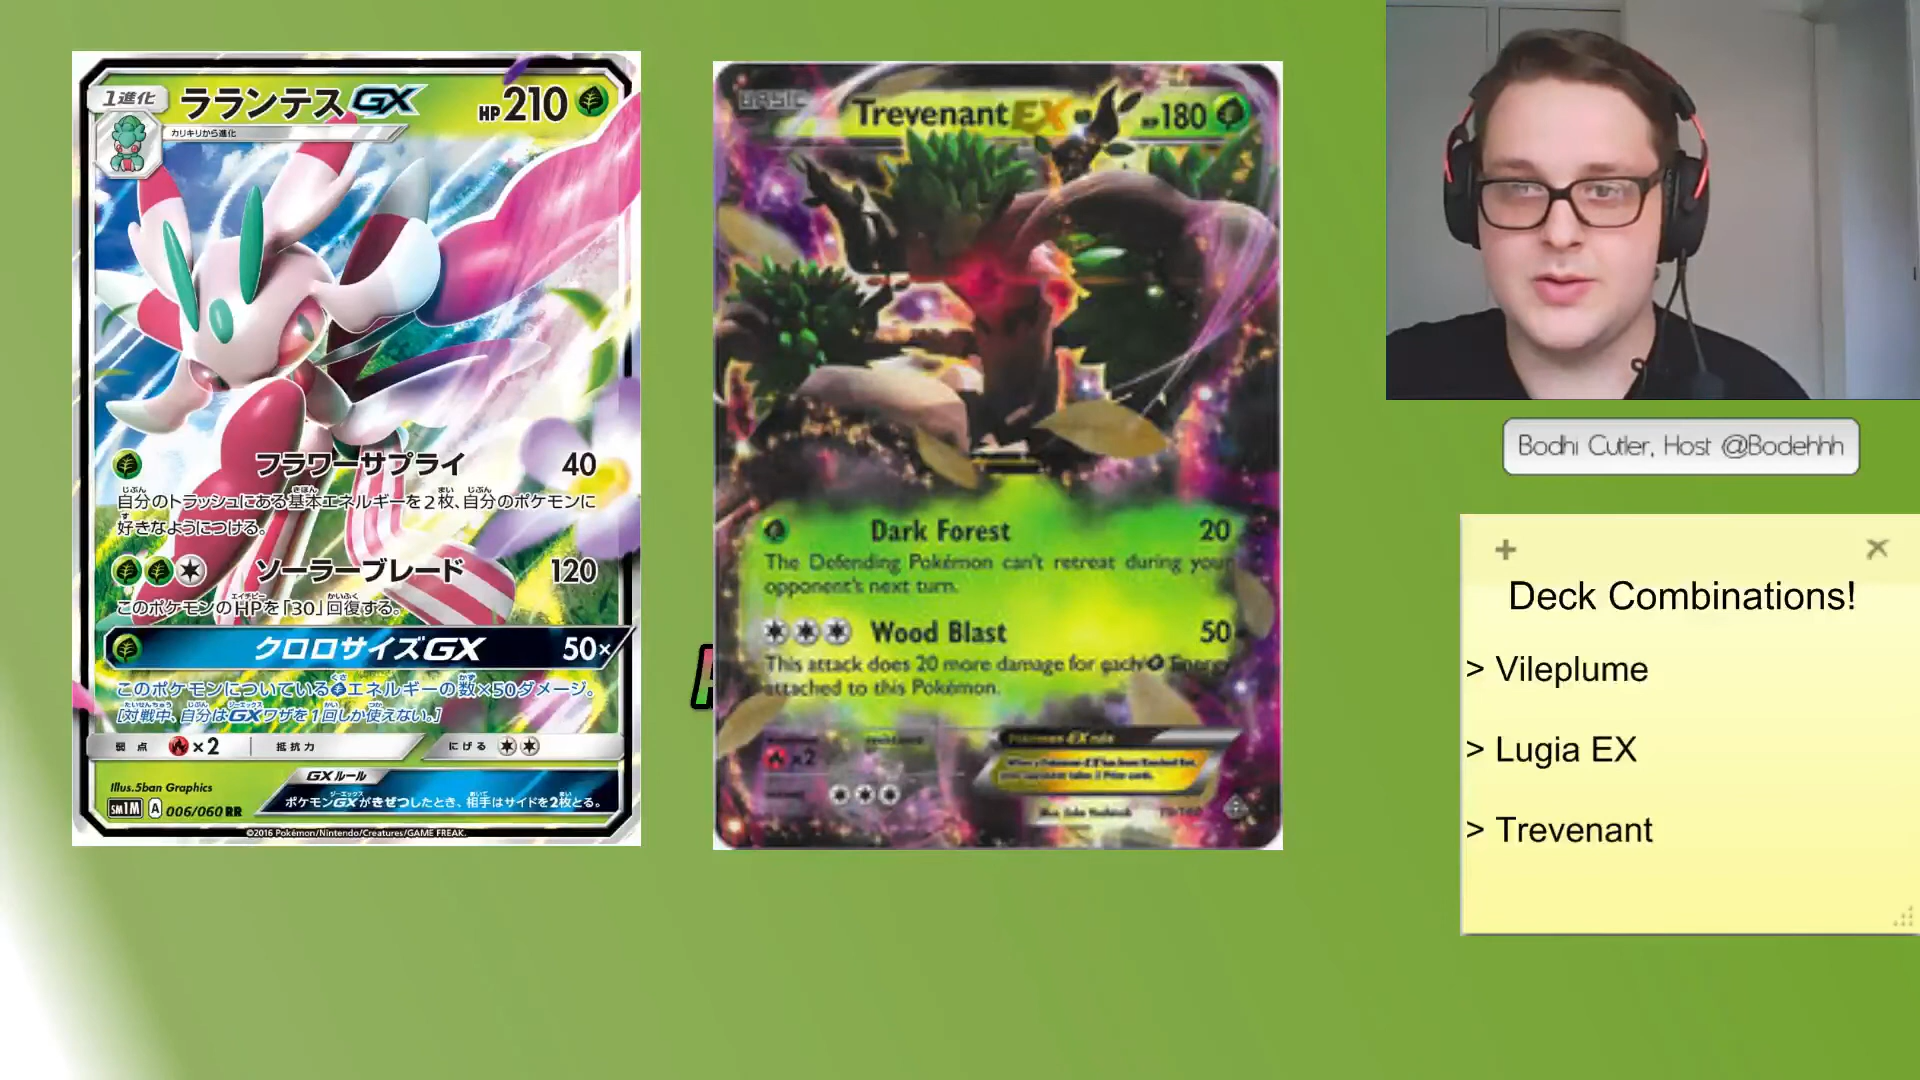 1進化
ラランテスGX
HP210
カリキリから進化
フラワーサプライ 40
自分のトラッシュにある基本エネルギーを2枚、自分のポケモンに
好きなようにつける。
ソーラーブレード 120
このポケモンのHPを「30」回復する。
クロロサイズGX 50×
このポケモンについているエネルギーの数×50ダメージ。
[対戦中、自分はGXワザを1回しか使えない。]
弱点 ×2 抵抗力 にげる
Illus.5ban Graphics
GXルール
ポケモンGXがきぜつしたとき、相手はサイドを2枚とる。
SM1M A 006/060 RR
©2016 Pokémon/Nintendo/Creatures/GAME FREAK.
BASIC
Trevenant EX
180
Dark Forest 20
The Defending Pokémon can't retreat during your
opponent's next turn.
Wood Blast 50
This attack does 20 more damage for each Energy
attached to this Pokémon.
×2
Bodhi Cutler, Host @Bodehhh
Deck Combinations!
> Vileplume
> Lugia EX
> Trevenant